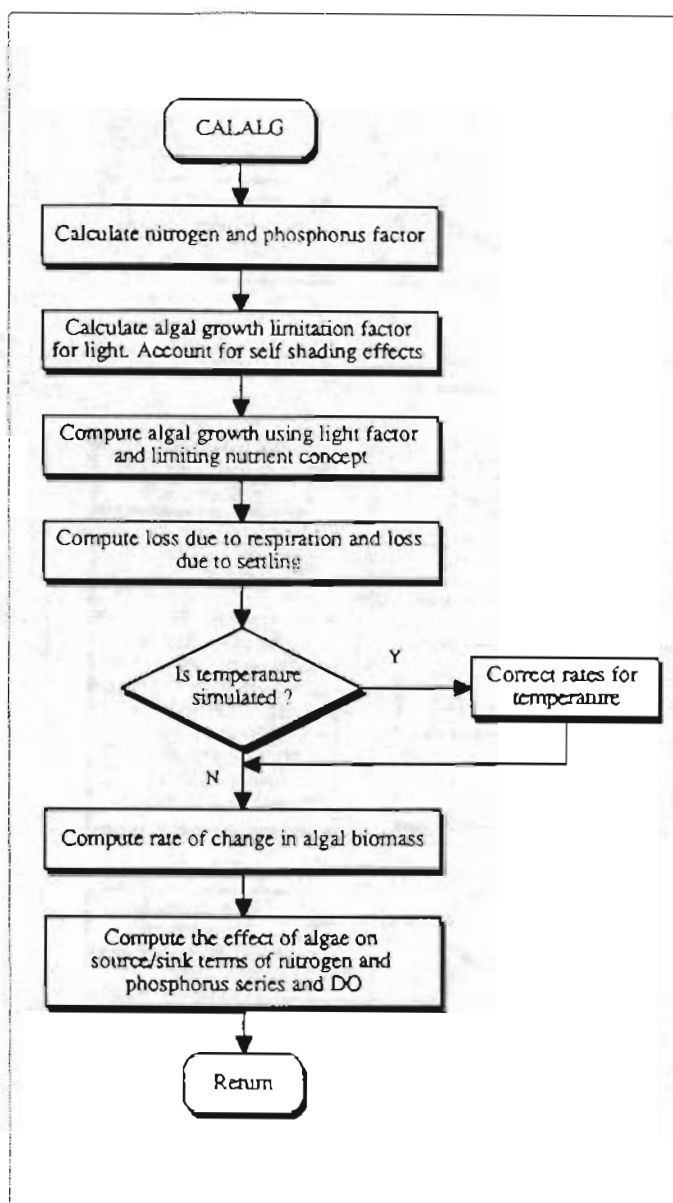 CALALG
Calculate nitrogen and phosphorus factor
Calculate algal growth limitation factor
for light. Account for self shading effects
Compute algal growth using light factor
and limiting nutrient concept
Compute loss due to respiration and loss
due to settling
Is temperature
simulated ?
Y
Correct rates for
temperature
N
Compute rate of change in algal biomass
Compute the effect of algae on
source/sink terms of nitrogen and
phosphorus series and DO
Return